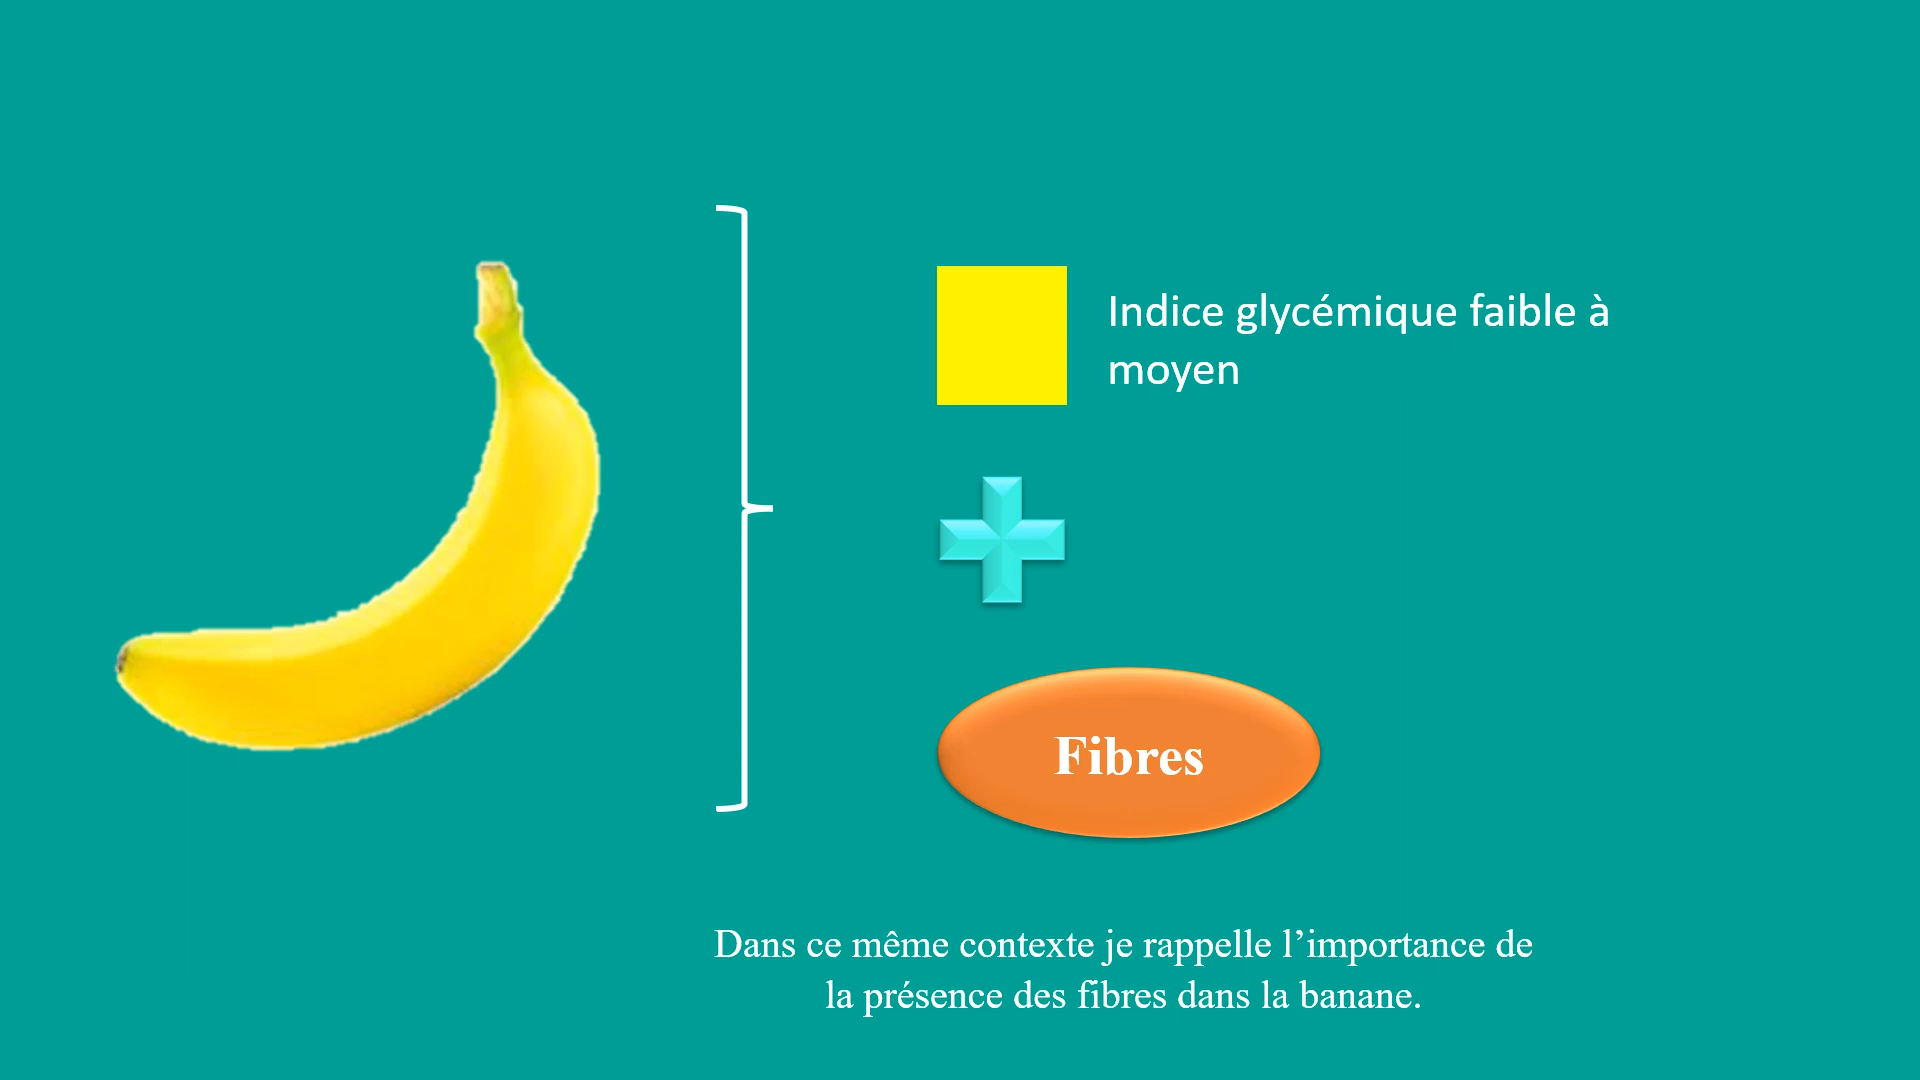 Indice glycémique faible à
moyen
Fibres
Dans ce même contexte je rappelle l’importance de
la présence des fibres dans la banane.